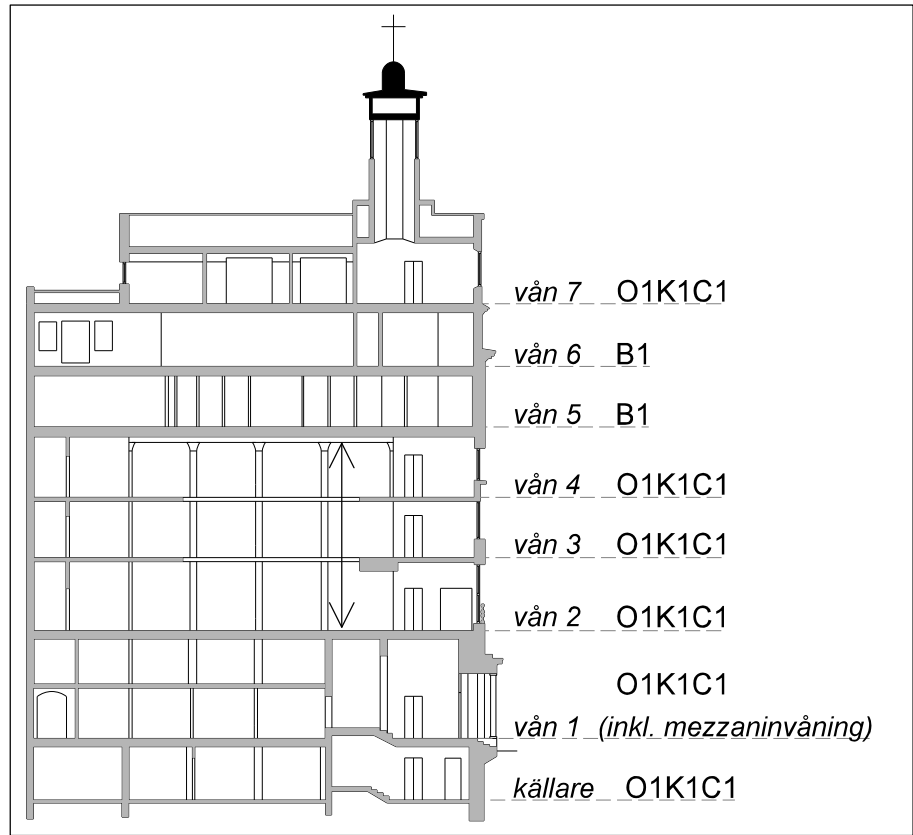 vån 7 O1K1C1
vån 6 B1
vån 5 B1
vån 4 O1K1C1
vån 3 O1K1C1
vån 2 O1K1C1
O1K1C1
vån 1 (inkl. mezzaninvåning)
källare O1K1C1